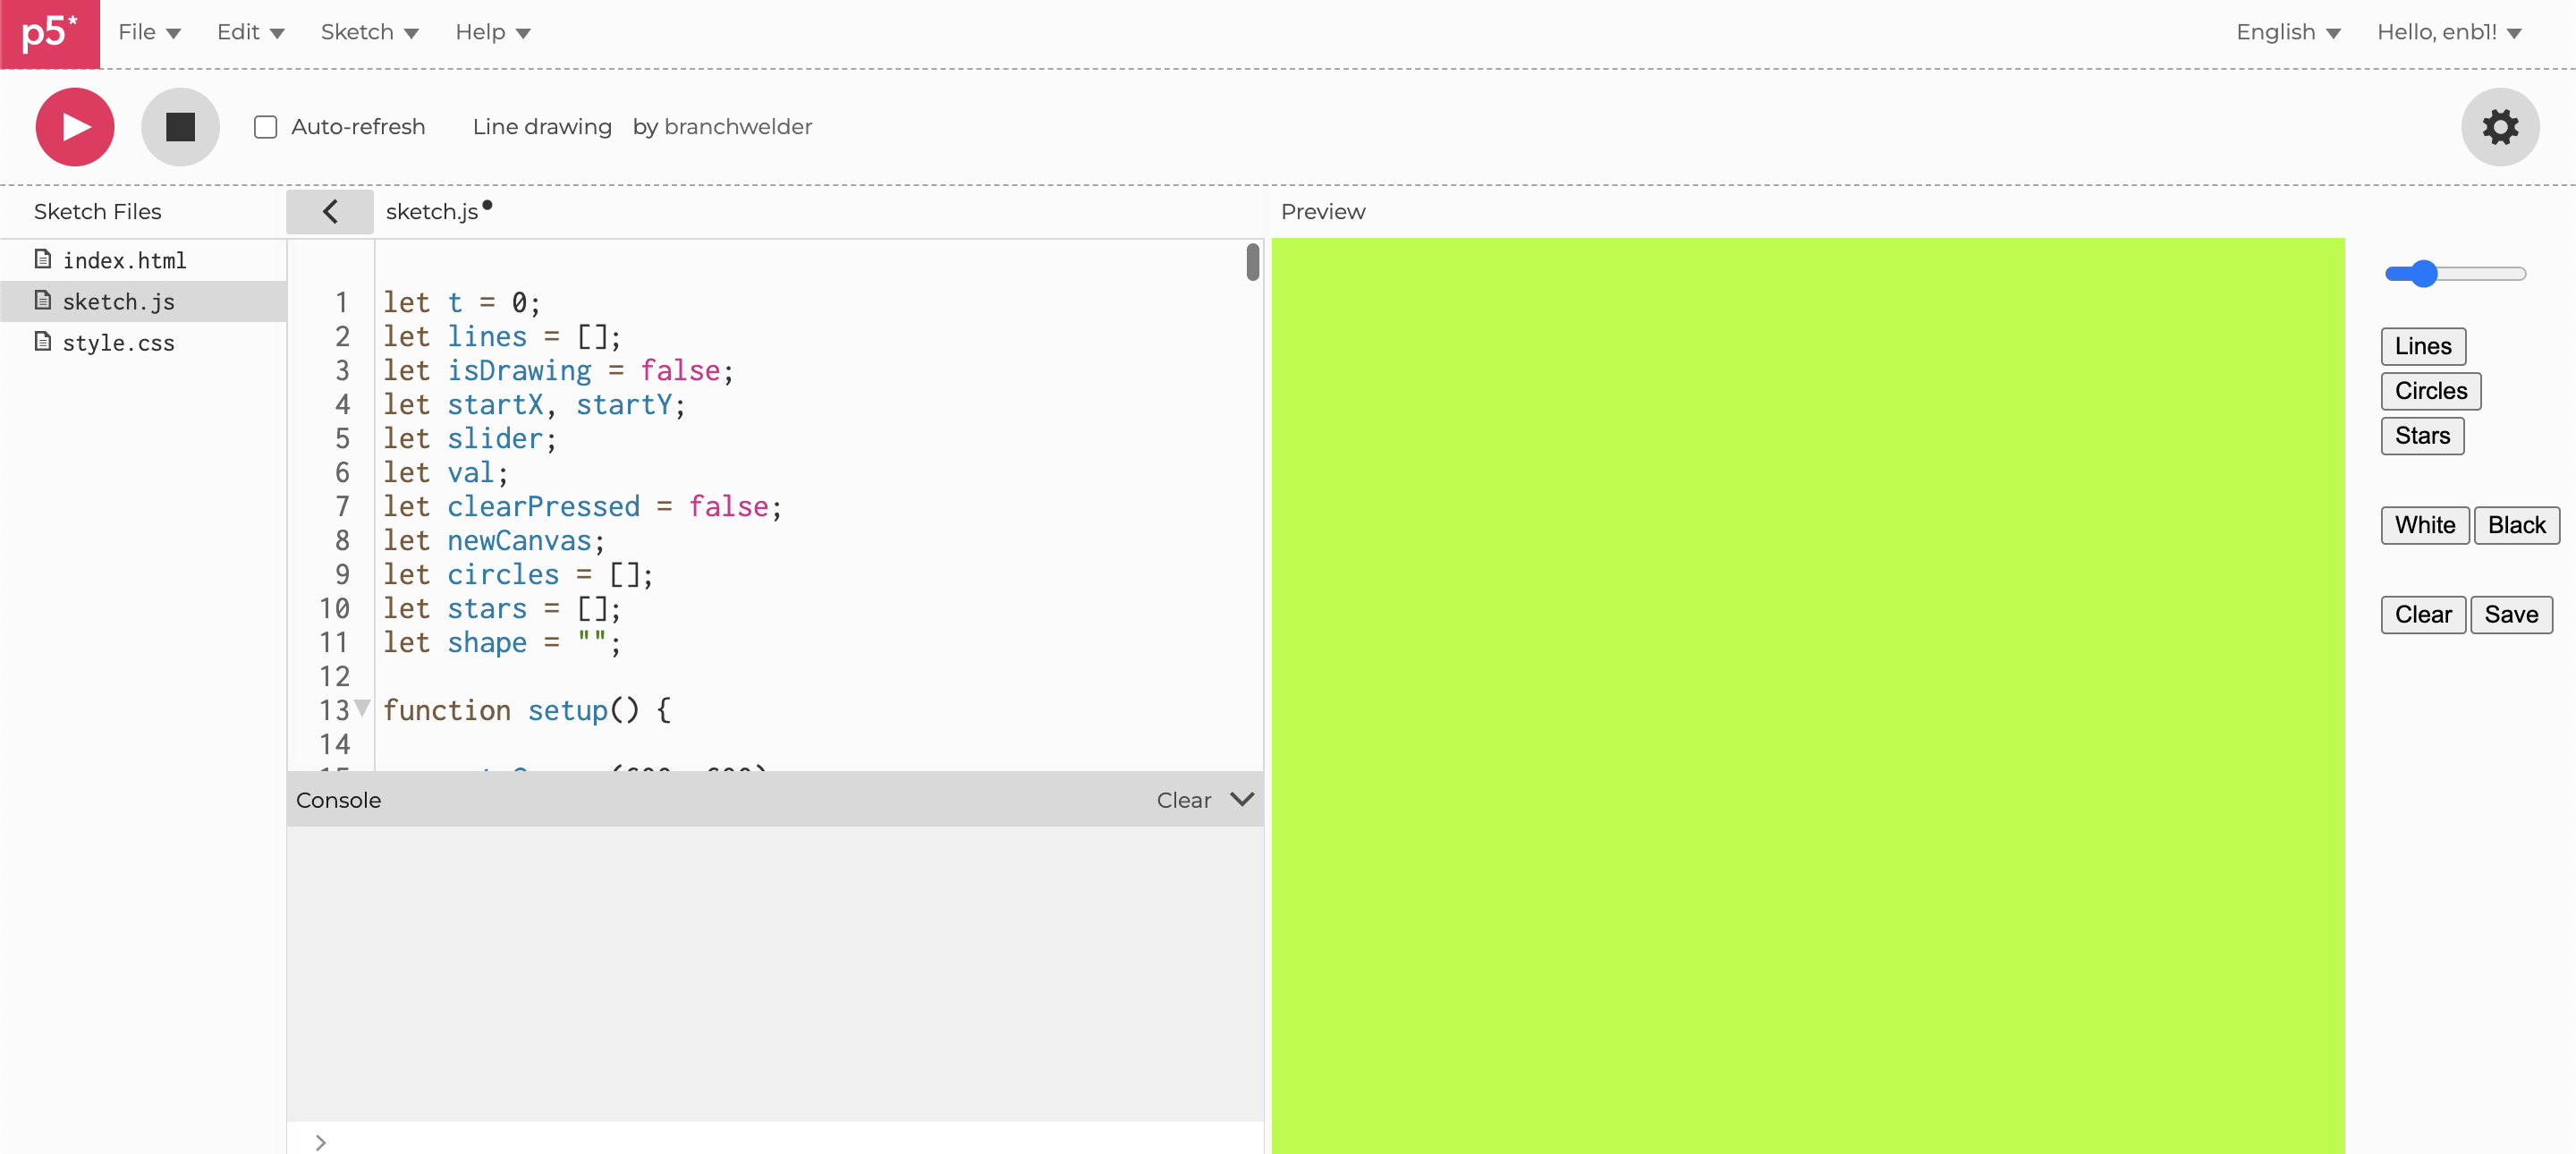 p5* File Edit Sketch Help English Hello, enb1!
Auto-refresh Line drawing by branchwelder
Sketch Files
index.html
sketch.js
style.css
sketch.js
1 let t = 0;
2 let lines = [];
3 let isDrawing = false;
4 let startX, startY;
5 let slider;
6 let val;
7 let clearPressed = false;
8 let newCanvas;
9 let circles = [];
10 let stars = [];
11 let shape = "";
12
13 function setup() {
14
Console Clear
>
Preview
Lines
Circles
Stars
White Black
Clear Save